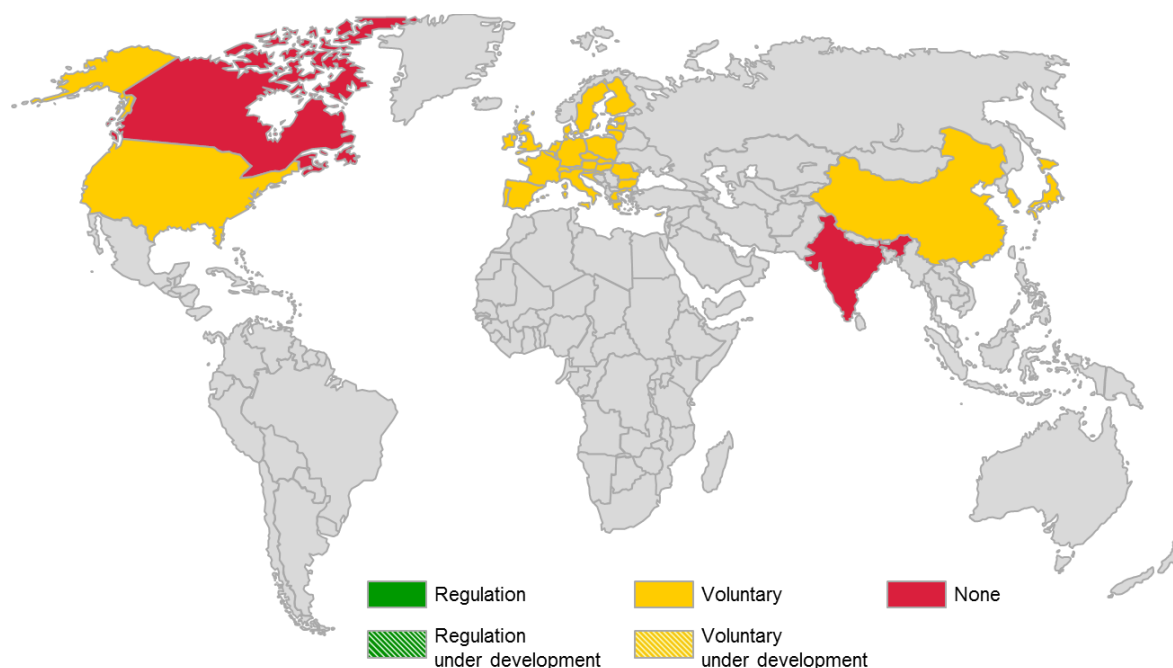 Regulation
Voluntary
None
Regulation
under development
Voluntary
under development